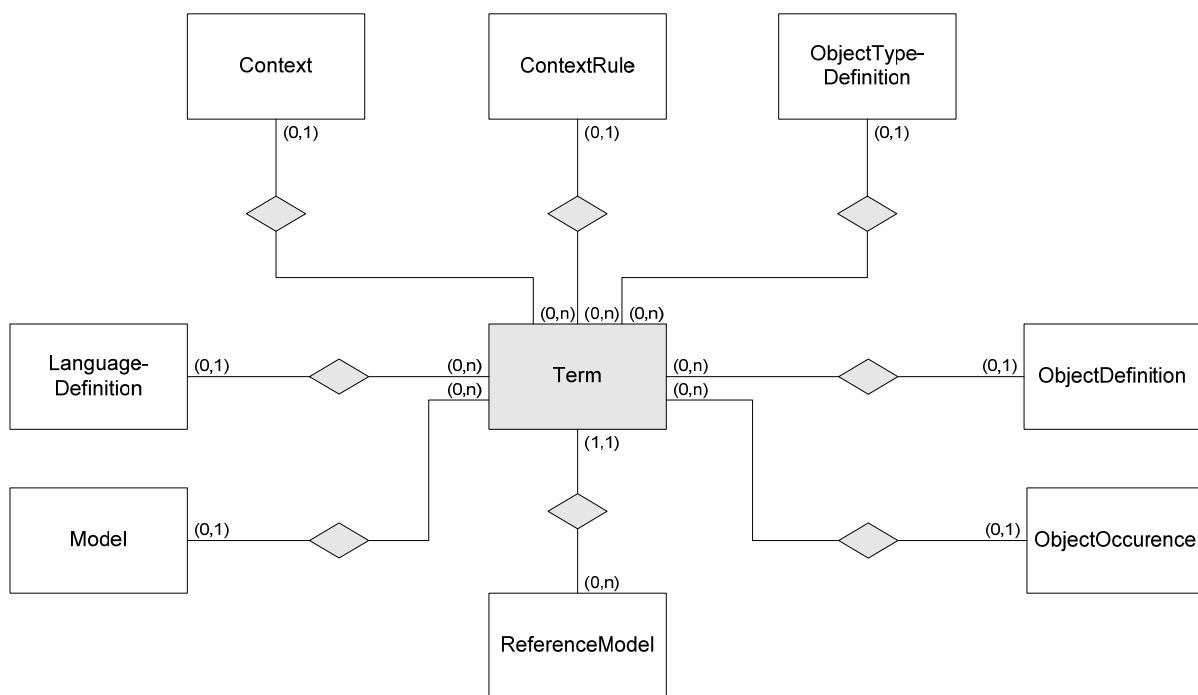 Context
ContextRule
ObjectType-
Definition
(0,1)
(0,1)
(0,1)
(0,n)
(0,n)
(0,n)
Language-
Definition
(0,1)
(0,n)
Term
(0,n)
(0,1)
ObjectDefinition
(0,n)
(0,n)
(1,1)
Model
(0,1)
(0,1)
ObjectOccurence
(0,n)
ReferenceModel